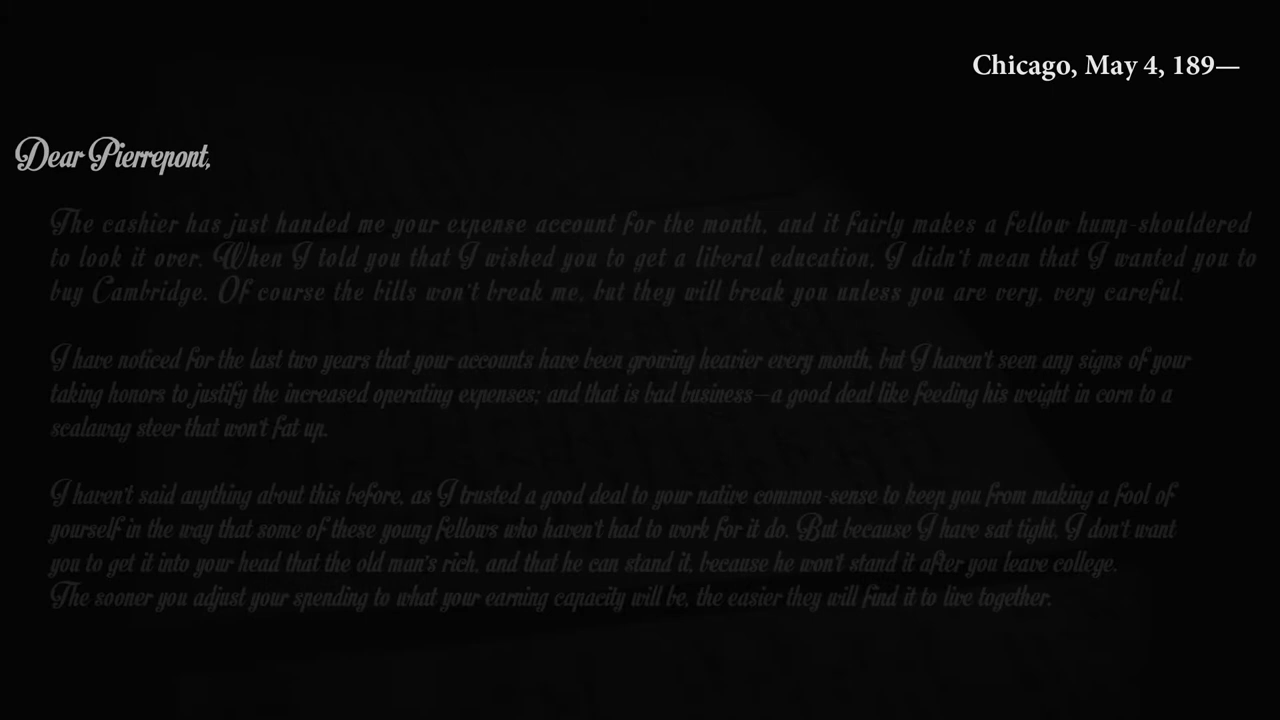 Chicago, May 4, 189—
Dear Pierrepont,
The cashier has just handed me your expense account for the month, and it fairly makes a fellow hump-shouldered
to look it over. When I told you that I wished you to get a liberal education, I didn't mean that I wanted you to
buy Cambridge. Of course the bills won't break me, but they will break you unless you are very, very careful.
I have noticed for the last two years that your accounts have been growing heavier every month, but I haven't seen any signs of your
taking honors to justify the increased operating expenses; and that is bad business—a good deal like feeding his weight in corn to a
scalawag steer that won't fat up.
I haven't said anything about this before, as I trusted a good deal to your native common-sense to keep you from making a fool of
yourself in the way that some of these young fellows who haven't had to work for it do. But because I have sat tight, I don't want
you to get it into your head that the old man's rich, and that he can stand it, because he won't stand it after you leave college.
The sooner you adjust your spending to what your earning capacity will be, the easier they will find it to live together.